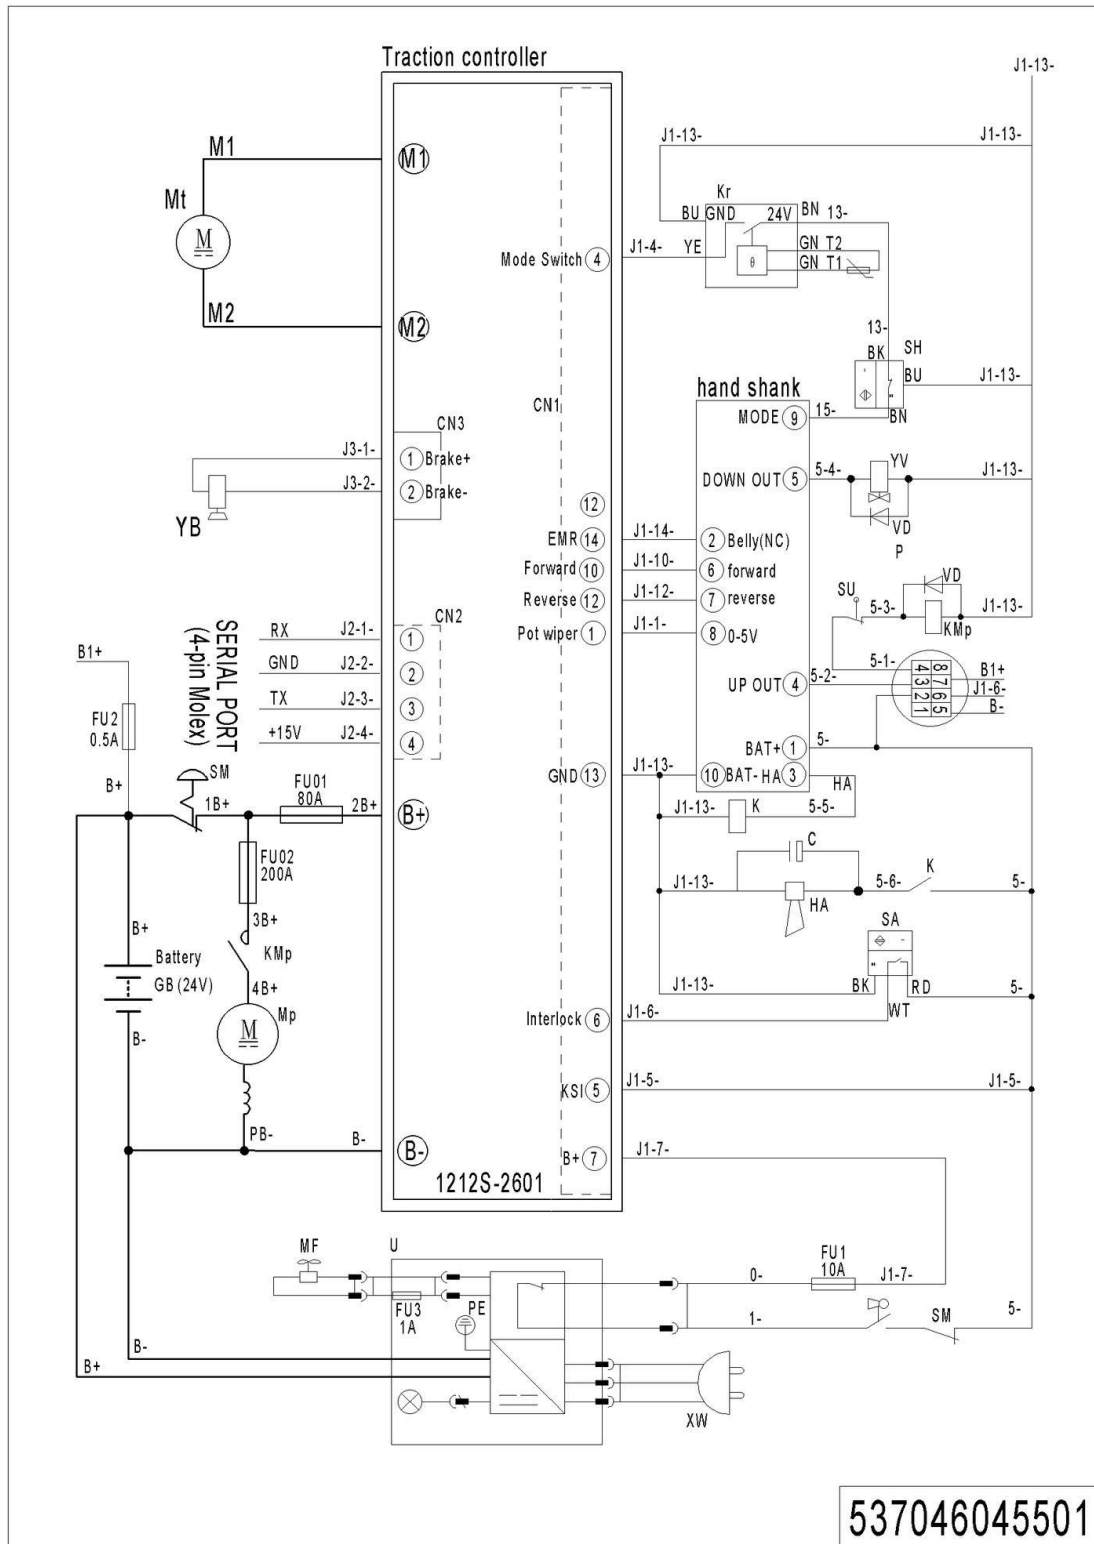 Traction controller
J1-13-
M1
M1
J1-13-
J1-13-
Mt
M
Kr
BU
GND
24V
BN
13-
Mode Switch
4
J1-4-
YE
GN
T2
GN
T1
θ
M2
M2
13-
BK
SH
BU
J1-13-
hand shank
CN1
MODE
9
15-
BN
CN3
J3-1-
1
Brake+
DOWN OUT
5
5-4-
YV
J1-13-
J3-2-
2
Brake-
YB
12
VD
P
EMR
14
J1-14-
2
Belly(NC)
Forward
10
J1-10-
6
forward
Reverse
12
J1-12-
7
reverse
SU
VD
5-3-
J1-13-
KMp
CN2
Pot wiper
1
J1-1-
8
0-5V
SERIAL PORT
(4-pin Molex)
RX
J2-1-
1
GND
J2-2-
2
TX
J2-3-
3
+15V
J2-4-
4
B1+
5-1-
4 8
3 7
2 6
1 5
B1+
J1-6-
B-
UP OUT
4
5-2-
FU2
0.5A
BAT+
1
5-
B+
SM
GND
13
J1-13-
10
BAT-
HA
3
HA
1B+
FU01
80A
2B+
B+
J1-13-
K
5-5-
FU02
200A
C
J1-13-
HA
5-6-
K
5-
3B+
KMp
SA
B+
Battery
GB(24V)
4B+
Mp
M
J1-13-
BK
RD
5-
WT
B-
Interlock
6
J1-6-
KSI
5
J1-5-
J1-5-
PB-
B-
B-
B+
7
J1-7-
1212S-2601
MF
U
FU3
1A
PE
0-
FU1
10A
J1-7-
1-
SM
5-
B-
B+
XW
537046045501